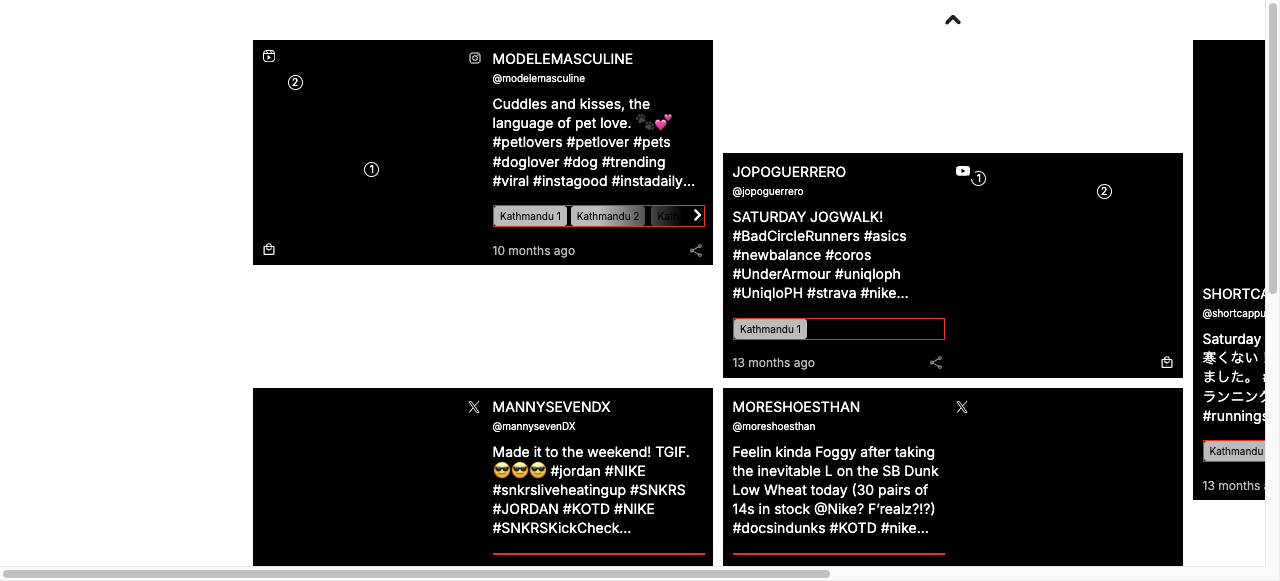 MODELEMASCULINE
@modelemasculine
2
Cuddles and kisses, the
language of pet love. 🐾💕
#petlovers #petlover #pets
#doglover #dog #trending
#viral #instagood #instadaily...
1
Kathmandu 1 Kathmandu 2 Kath
10 months ago
JOPOGUERRERO
1
@jopoguerrero
2
SATURDAY JOGWALK!
#BadCircleRunners #asics
#newbalance #coros
#UnderArmour #uniqloph
#UniqloPH #strava #nike...
Kathmandu 1
13 months ago
SHORTCA
@shortcappu
Saturday
寒くない
ました。
ランニング
#runnings
Kathmandu
13 months
MANNYSEVENDX
@mannysevenDX
Made it to the weekend! TGIF.
😎😎😎 #jordan #NIKE
#snkrsliveheatingup #SNKRS
#JORDAN #KOTD #NIKE
#SNKRSKickCheck...
MORESHOESTHAN
@moreshoesthan
Feelin kinda Foggy after taking
the inevitable L on the SB Dunk
Low Wheat today (30 pairs of
14s in stock @Nike? F'realz?!?)
#docsindunks #KOTD #nike...